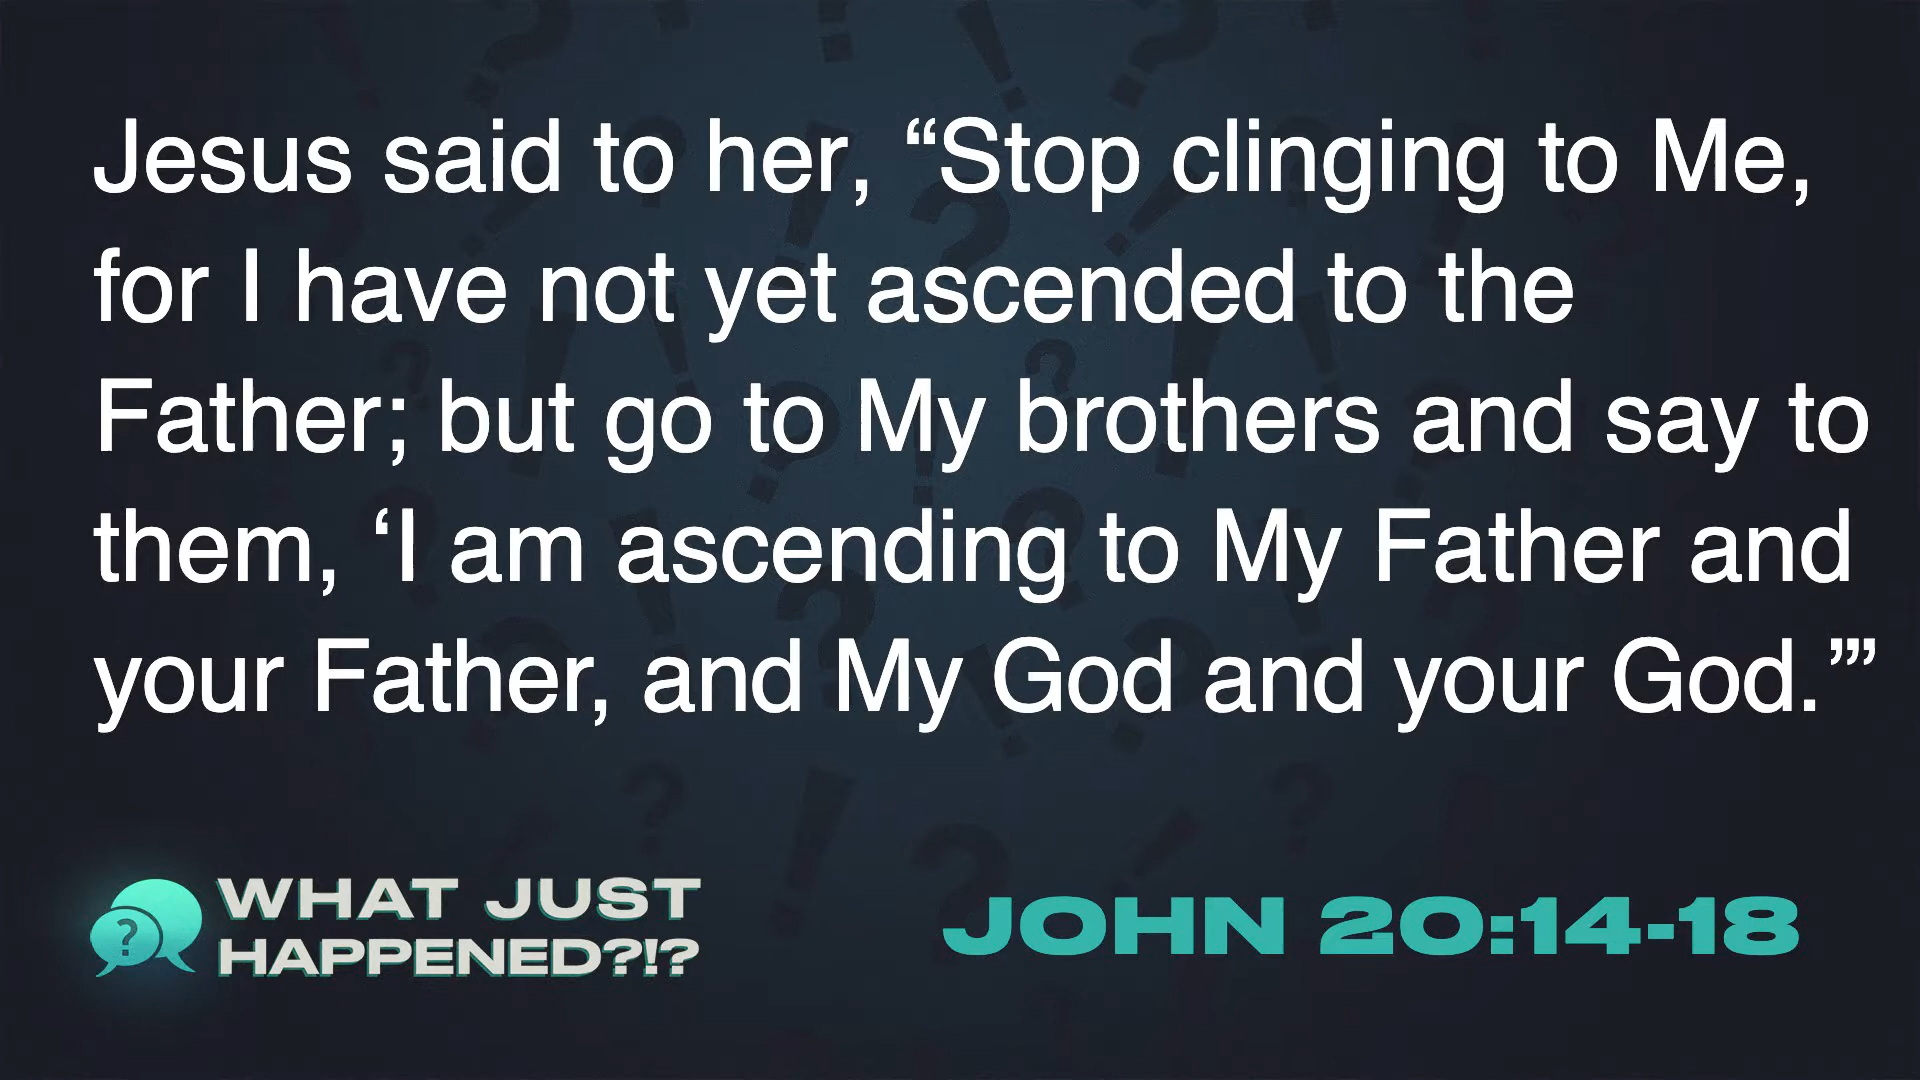 Jesus said to her, “Stop clinging to Me,
for I have not yet ascended to the
Father; but go to My brothers and say to
them, ‘I am ascending to My Father and
your Father, and My God and your God.’”
WHAT JUST
HAPPENED?!?
JOHN 20:14-18